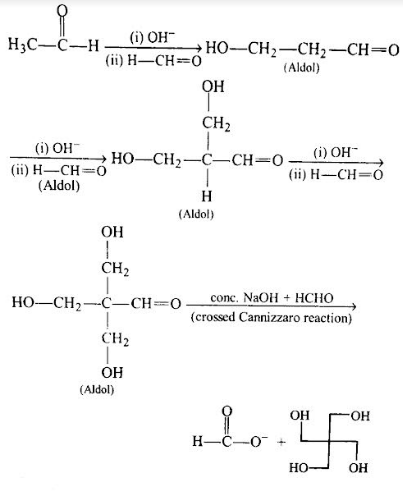 O
H₃C—C—H (i) OH⁻ (ii) H—CH=O HO—CH₂—CH₂—CH=O
(Aldol)
OH
CH₂
(i) OH⁻ (ii) H—CH=O (Aldol) HO—CH₂—C—CH=O (i) OH⁻ (ii) H—CH=O
H
(Aldol)
OH
CH₂
HO—CH₂—C—CH=O conc. NaOH + HCHO (crossed Cannizzaro reaction)
CH₂
OH
(Aldol)
O OH OH
H—C—O⁻ +
HO OH